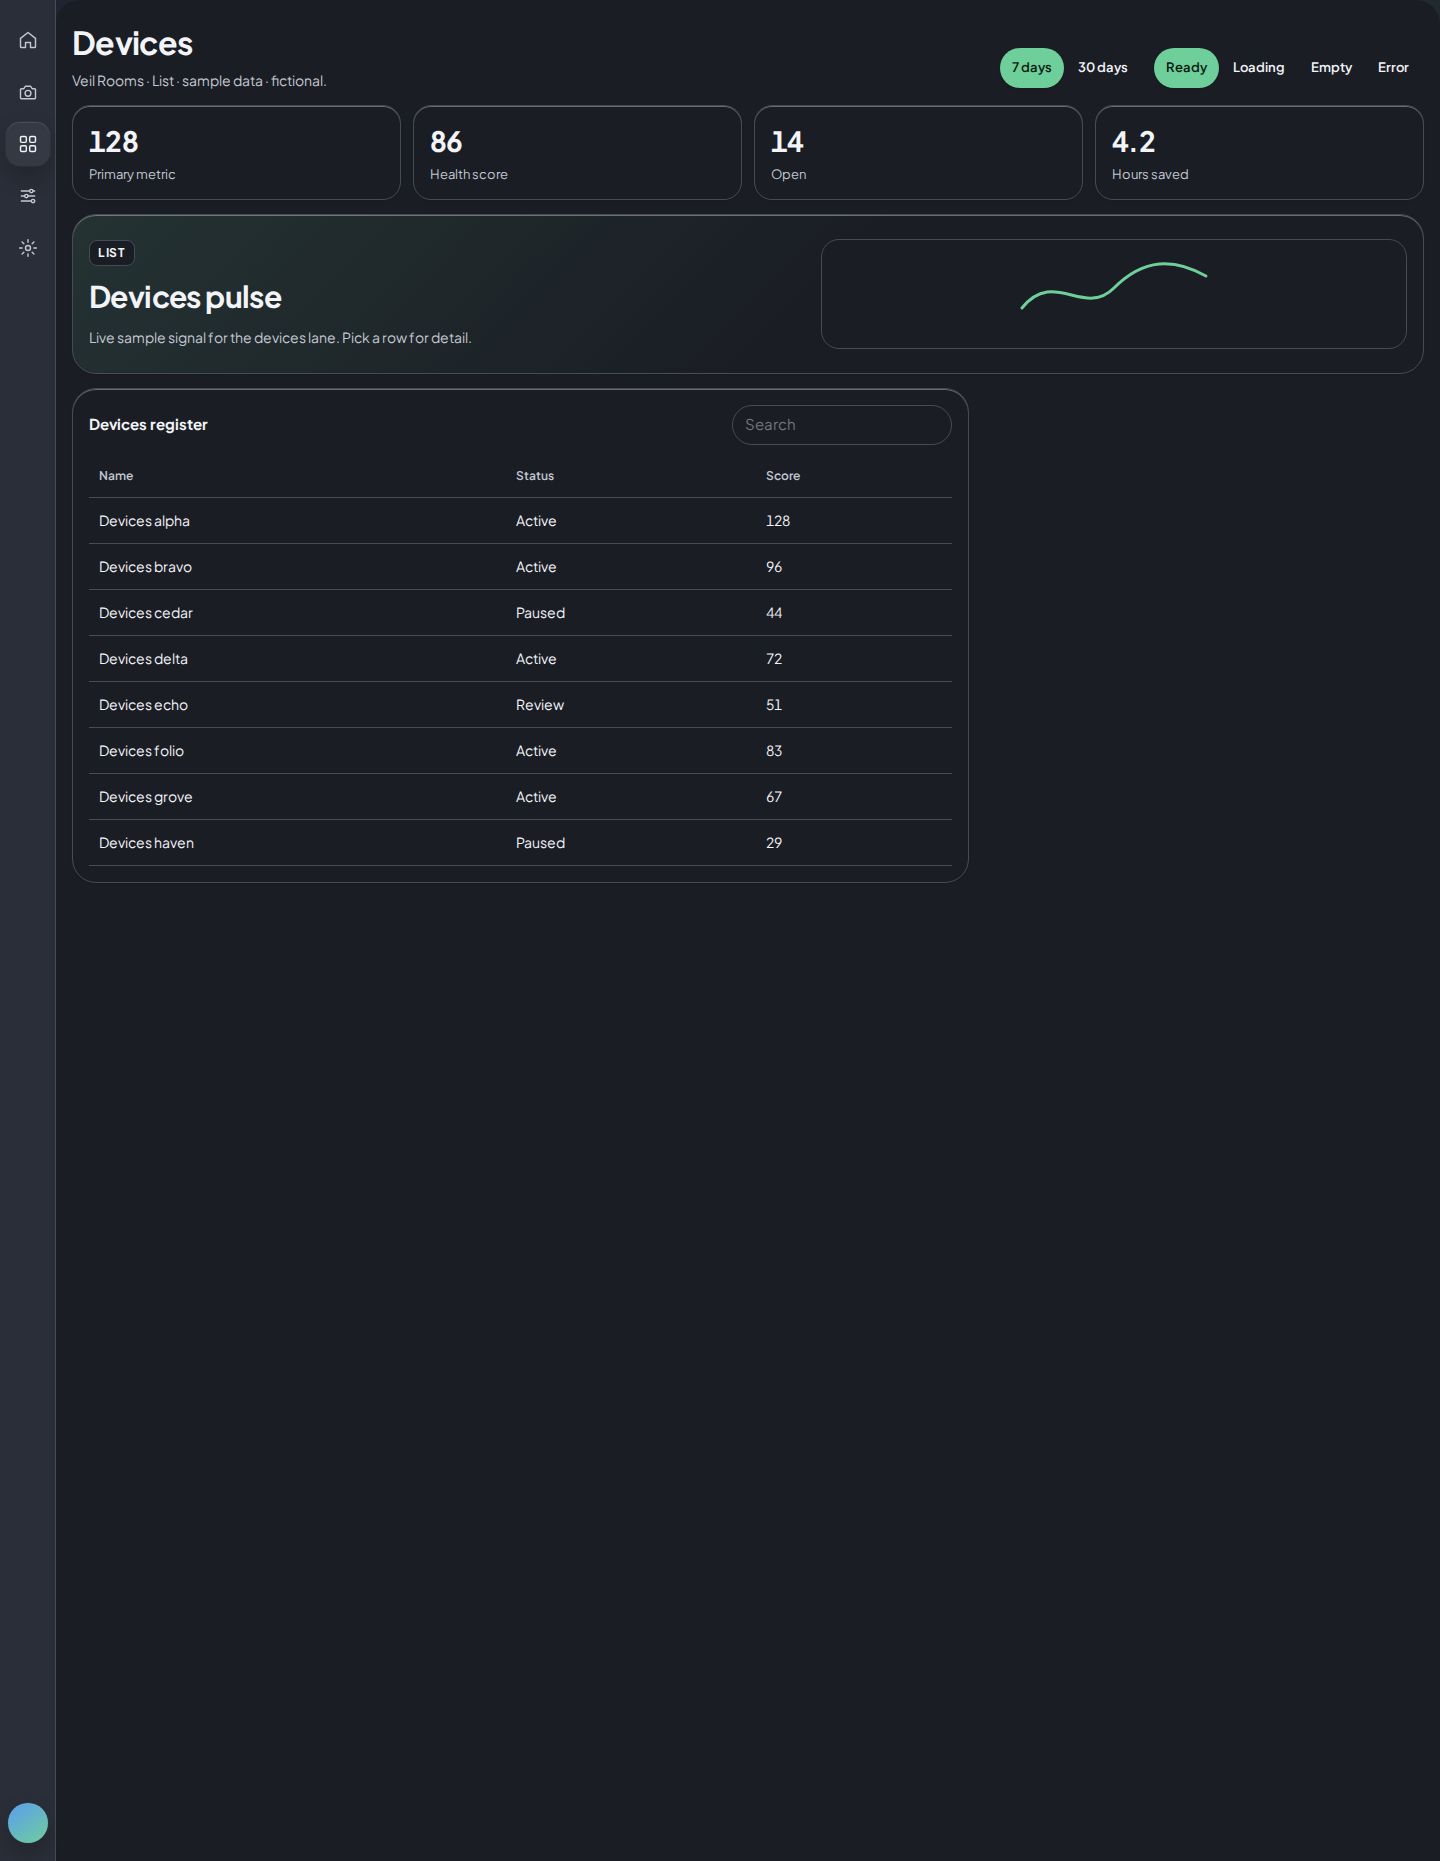 Devices
Veil Rooms · List · sample data · fictional.
7 days 30 days Ready Loading Empty Error
128 86 14 4.2
Primary metric Health score Open Hours saved
LIST
Devices pulse
Live sample signal for the devices lane. Pick a row for detail.
Devices register Search
Name Status Score
Devices alpha Active 128
Devices bravo Active 96
Devices cedar Paused 44
Devices delta Active 72
Devices echo Review 51
Devices folio Active 83
Devices grove Active 67
Devices haven Paused 29